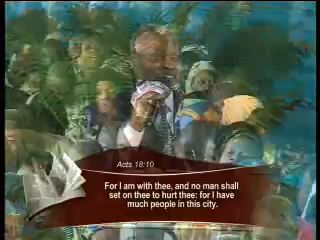 Acts 18:10
For I am with thee, and no man shall
set on thee to hurt thee: for I have
much people in this city.